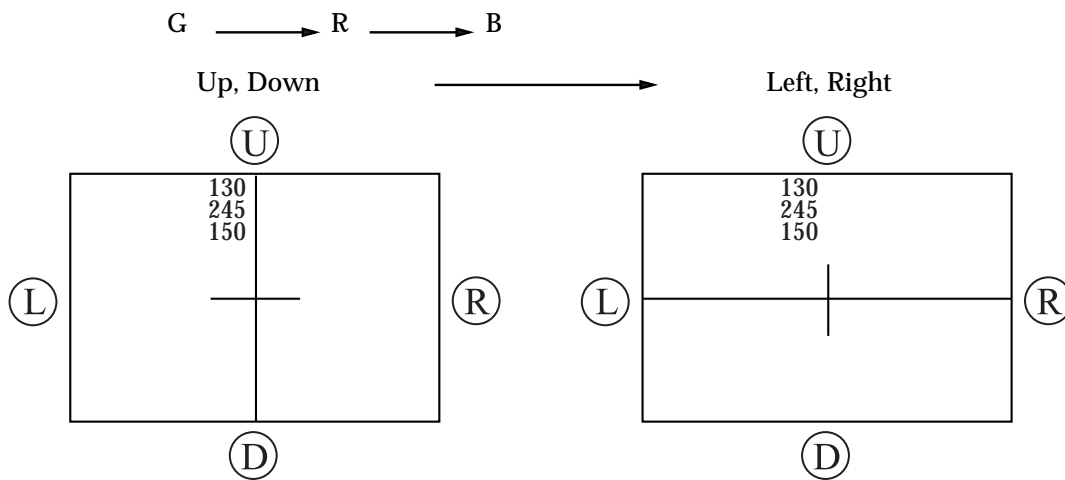 G R B
Up, Down Left, Right
U U
130 130
245 245
150 150
L R L R
D D